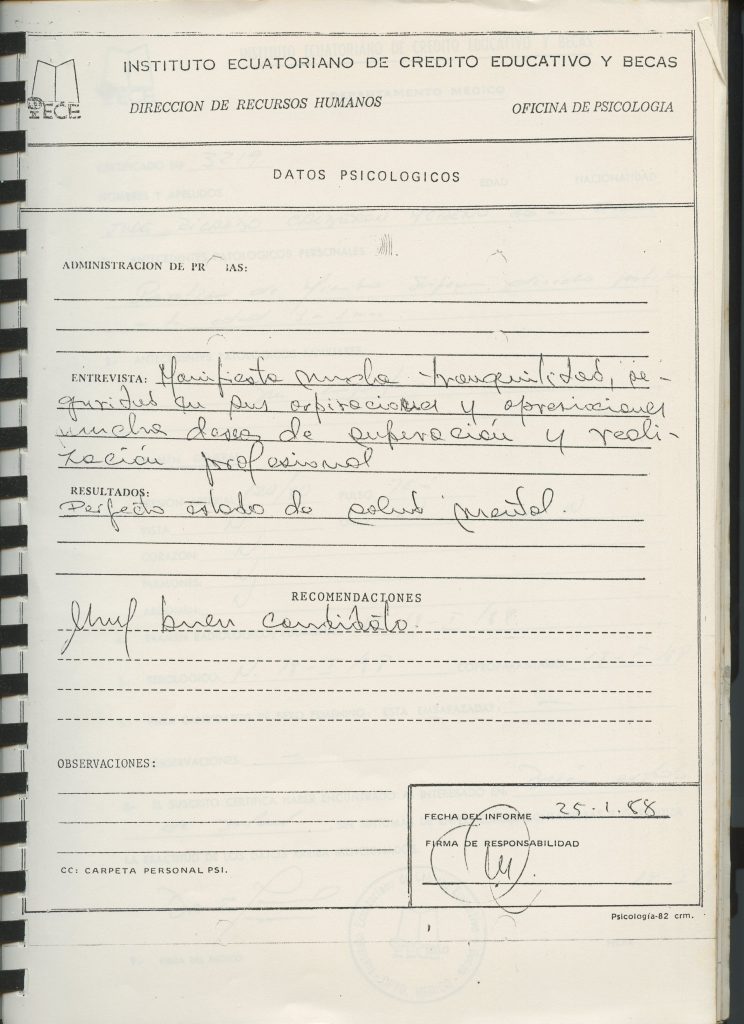 INSTITUTO ECUATORIANO DE CREDITO EDUCATIVO Y BECAS
IECE
DIRECCION DE RECURSOS HUMANOS OFICINA DE PSICOLOGIA
DATOS PSICOLOGICOS
ADMINISTRACION DE PR AS:
ENTREVISTA: Manifiesta mucha tranquilidad, se-
guridad en sus aspiraciones y
mucho deseo de superación y reali-
zación profesional
RESULTADOS:
Perfecto estado de salud mental.
RECOMENDACIONES
Muy buen candidato.
OBSERVACIONES:
FECHA DEL INFORME 25-1-88
FIRMA DE RESPONSABILIDAD
CC: CARPETA PERSONAL PSI.
Psicología-82 crm.